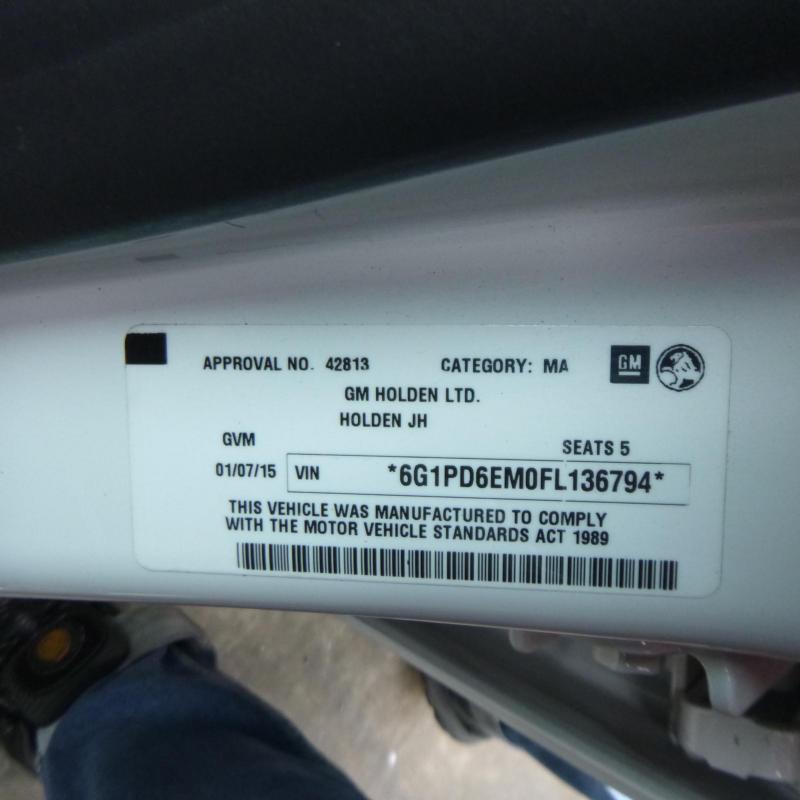 APPROVAL NO. 42813 CATEGORY: MA GM
GM HOLDEN LTD.
HOLDEN JH
GVM SEATS 5
01/07/15 VIN *6G1PD6EM0FL136794*
THIS VEHICLE WAS MANUFACTURED TO COMPLY
WITH THE MOTOR VEHICLE STANDARDS ACT 1989